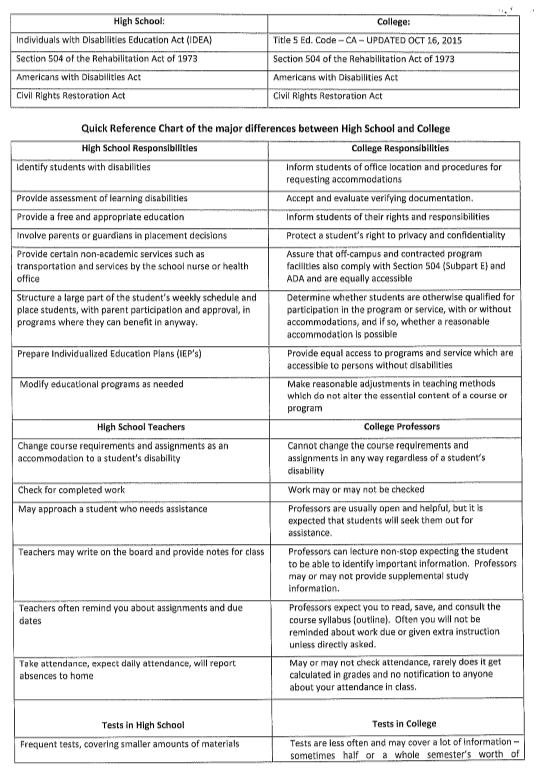 High School:
College:
Individuals with Disabilities Education Act (IDEA)
Title 5 Ed. Code – CA – UPDATED OCT 16, 2015
Section 504 of the Rehabilitation Act of 1973
Section 504 of the Rehabilitation Act of 1973
Americans with Disabilities Act
Americans with Disabilities Act
Civil Rights Restoration Act
Civil Rights Restoration Act
Quick Reference Chart of the major differences between High School and College
High School Responsibilities
College Responsibilities
Identify students with disabilities
Inform students of office location and procedures for
requesting accommodations
Provide assessment of learning disabilities
Accept and evaluate verifying documentation.
Provide a free and appropriate education
Inform students of their rights and responsibilities
Involve parents or guardians in placement decisions
Protect a student's right to privacy and confidentiality
Provide certain non-academic services such as
transportation and services by the school nurse or health
office
Assure that off-campus and contracted program
facilities also comply with Section 504 (Subpart E) and
ADA and are equally accessible
Structure a large part of the student's weekly schedule and
place students, with parent participation and approval, in
programs where they can benefit in anyway.
Determine whether students are otherwise qualified for
participation in the program or service, with or without
accommodations, and if so, whether a reasonable
accommodation is possible
Prepare Individualized Education Plans (IEP's)
Provide equal access to programs and service which are
accessible to persons without disabilities
Modify educational programs as needed
Make reasonable adjustments in teaching methods
which do not alter the essential content of a course or
program
High School Teachers
College Professors
Change course requirements and assignments as an
accommodation to a student's disability
Cannot change the course requirements and
assignments in any way regardless of a student's
disability
Check for completed work
Work may or may not be checked
May approach a student who needs assistance
Professors are usually open and helpful, but it is
expected that students will seek them out for
assistance.
Teachers may write on the board and provide notes for class
Professors can lecture non-stop expecting the student
to be able to identify important information. Professors
may or may not provide supplemental study
information.
Teachers often remind you about assignments and due
dates
Professors expect you to read, save, and consult the
course syllabus (outline). Often you will not be
reminded about work due or given extra instruction
unless directly asked.
Take attendance, expect daily attendance, will report
absences to home
May or may not check attendance, rarely does it get
calculated in grades and no notification to anyone
about your attendance in class.
Tests in High School
Tests in College
Frequent tests, covering smaller amounts of materials
Tests are less often and may cover a lot of information –
sometimes half or a whole semester's worth of